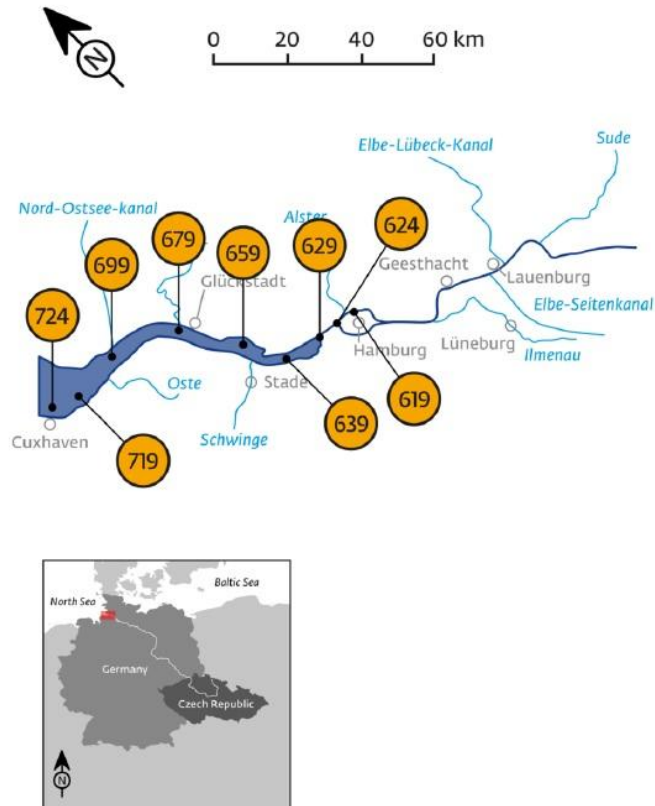 N
0 20 40 60 km
Elbe-Lübeck-Kanal
Sude
Nord-Ostsee-kanal
Alster
679
659
629
624
699
Glückstadt
Geesthacht
Lauenburg
724
Elbe-Seitenkanal
Hamburg
Lüneburg
Ilmenau
Oste
Stade
Cuxhaven
Schwinge
639
619
719
Baltic Sea
North Sea
Germany
Czech Republic
N